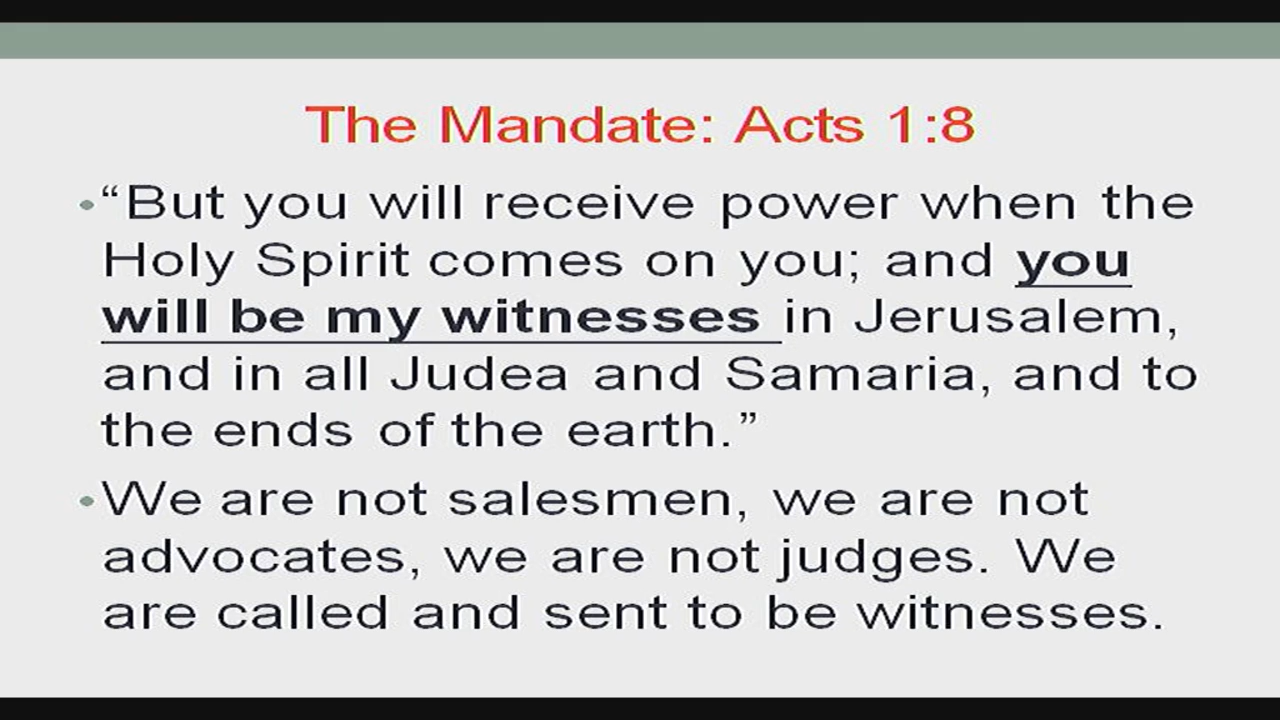 The Mandate: Acts 1:8
•“But you will receive power when the
Holy Spirit comes on you; and you
will be my witnesses in Jerusalem,
and in all Judea and Samaria, and to
the ends of the earth.”
•We are not salesmen, we are not
advocates, we are not judges. We
are called and sent to be witnesses.